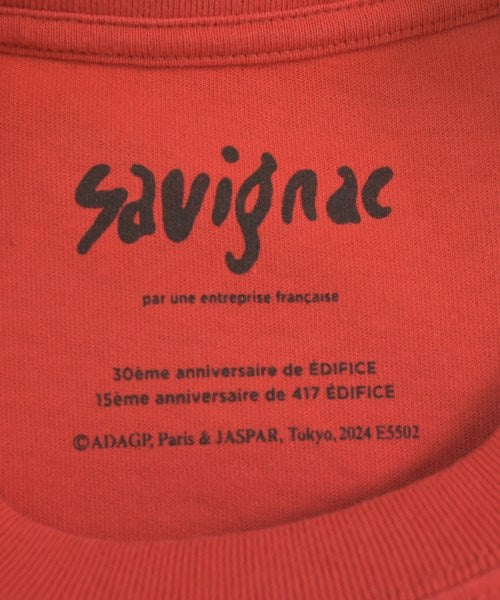 savignac
par une entreprise française
30ème anniversaire de ÉDIFICE
15ème anniversaire de 417 ÉDIFICE
©ADAGP, Paris & JASPAR, Tokyo, 2024 E5502